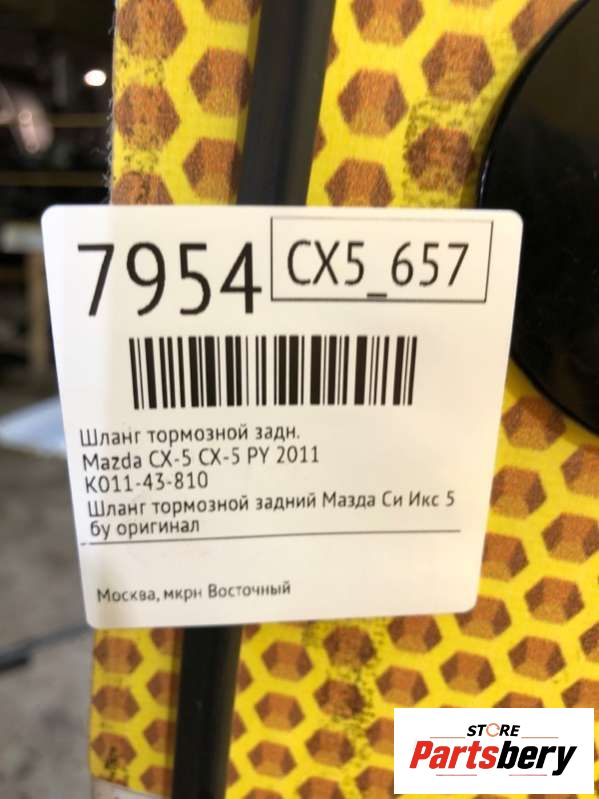 7954
CX5_657
Шланг тормозной задн.
Mazda CX-5 CX-5 PY 2011
K011-43-810
Шланг тормозной задний Мазда Си Икс 5
бу оригинал
Москва, мкрн Восточный
STORE
Partsbery